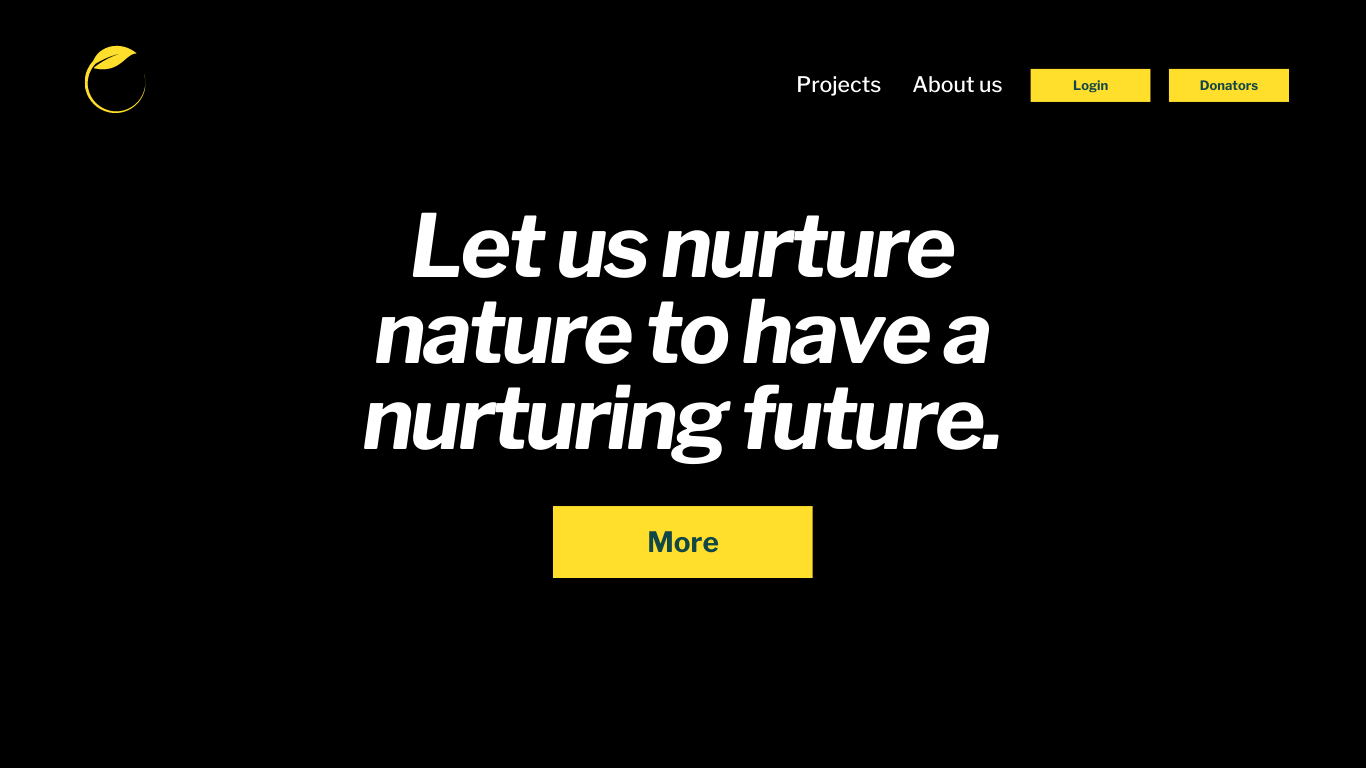 Projects About us Login Donators
Let us nurture
nature to have a
nurturing future.
More